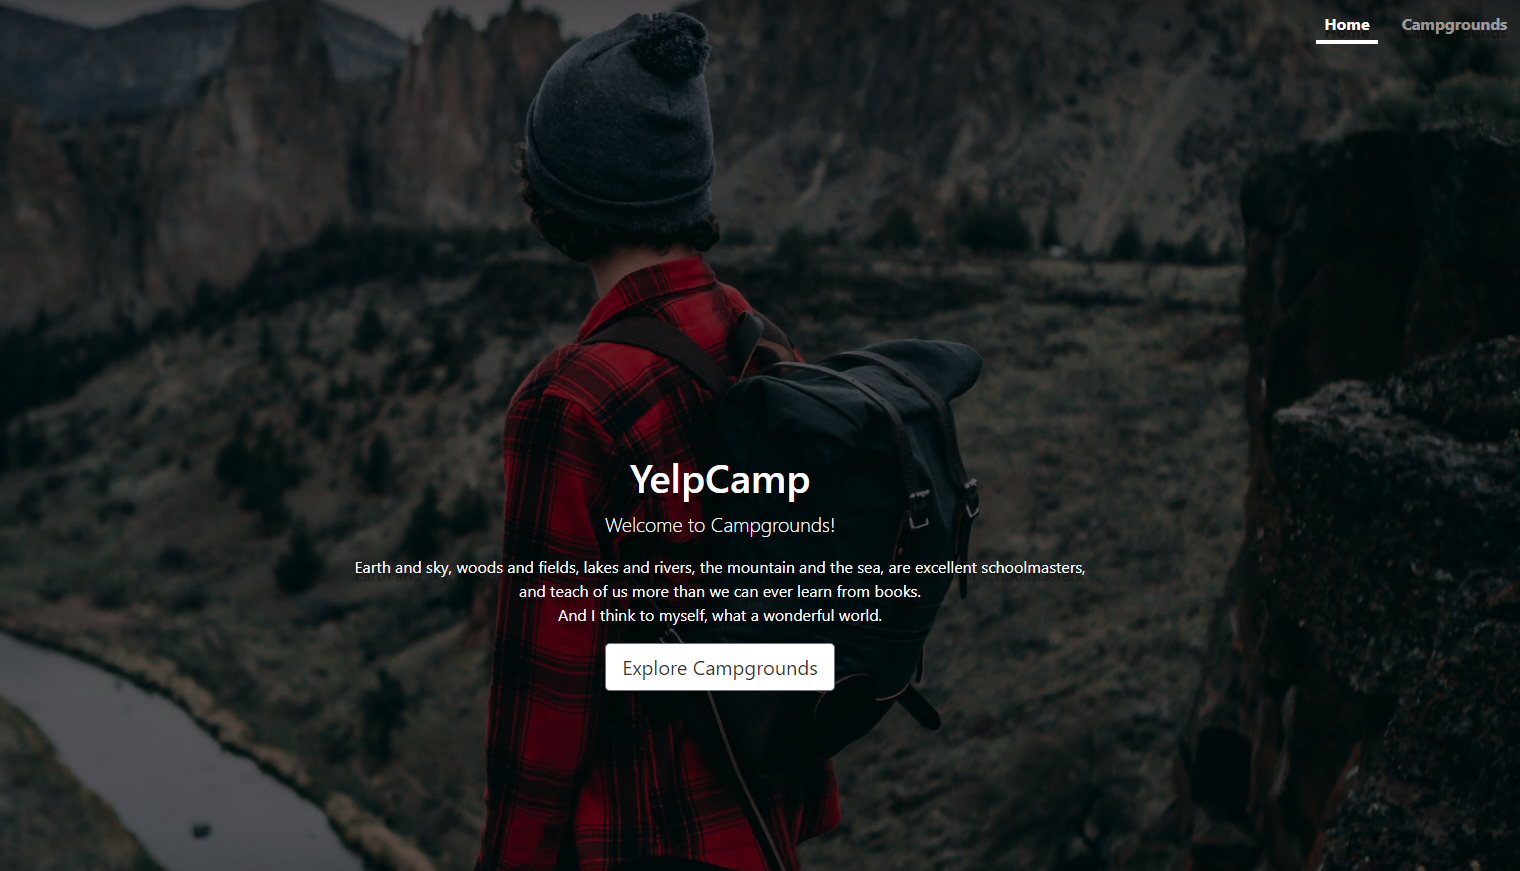 Home Campgrounds
YelpCamp
Welcome to Campgrounds!
Earth and sky, woods and fields, lakes and rivers, the mountain and the sea, are excellent schoolmasters,
and teach of us more than we can ever learn from books.
And I think to myself, what a wonderful world.
Explore Campgrounds